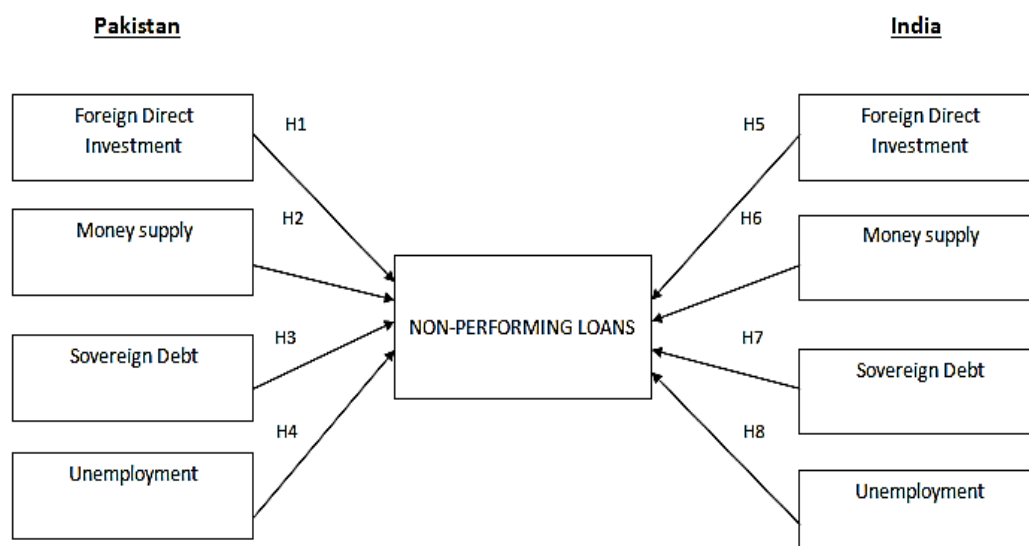 Pakistan
India
Foreign Direct
Investment
H1
H5
Foreign Direct
Investment
Money supply
H2
H6
Money supply
NON-PERFORMING LOANS
Sovereign Debt
H3
H7
Sovereign Debt
Unemployment
H4
H8
Unemployment